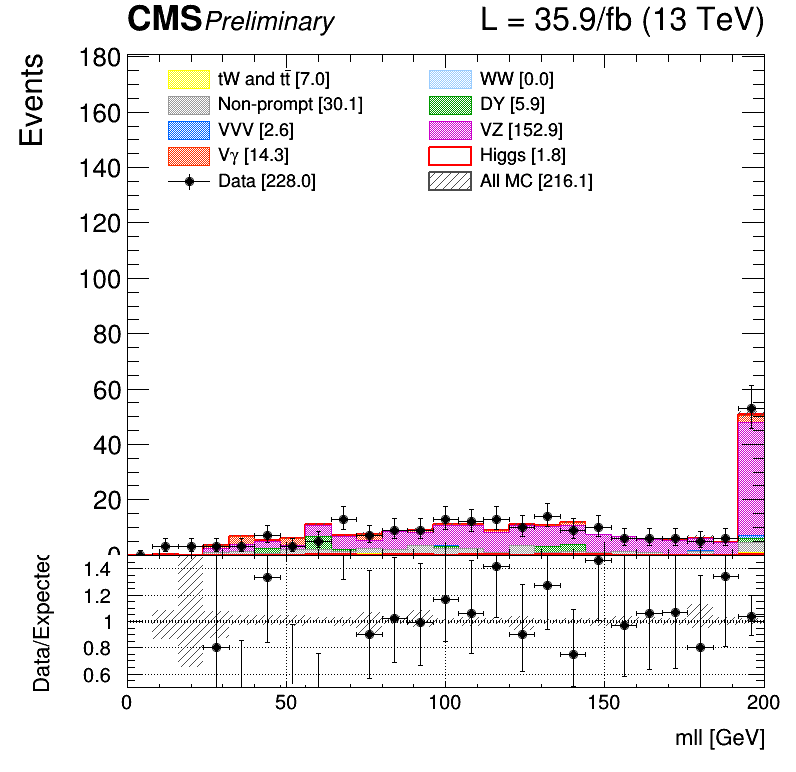 CMS Preliminary L = 35.9/fb (13 TeV)
Events
180
160
140
120
100
80
60
40
20
0
tW and tt̄ [7.0]
WW [0.0]
Non-prompt [30.1]
DY [5.9]
VVV [2.6]
VZ [152.9]
Vγ [14.3]
Higgs [1.8]
Data [228.0]
All MC [216.1]
Data/Expected
1.4
1.2
1
0.8
0.6
0 50 100 150 200
mll [GeV]